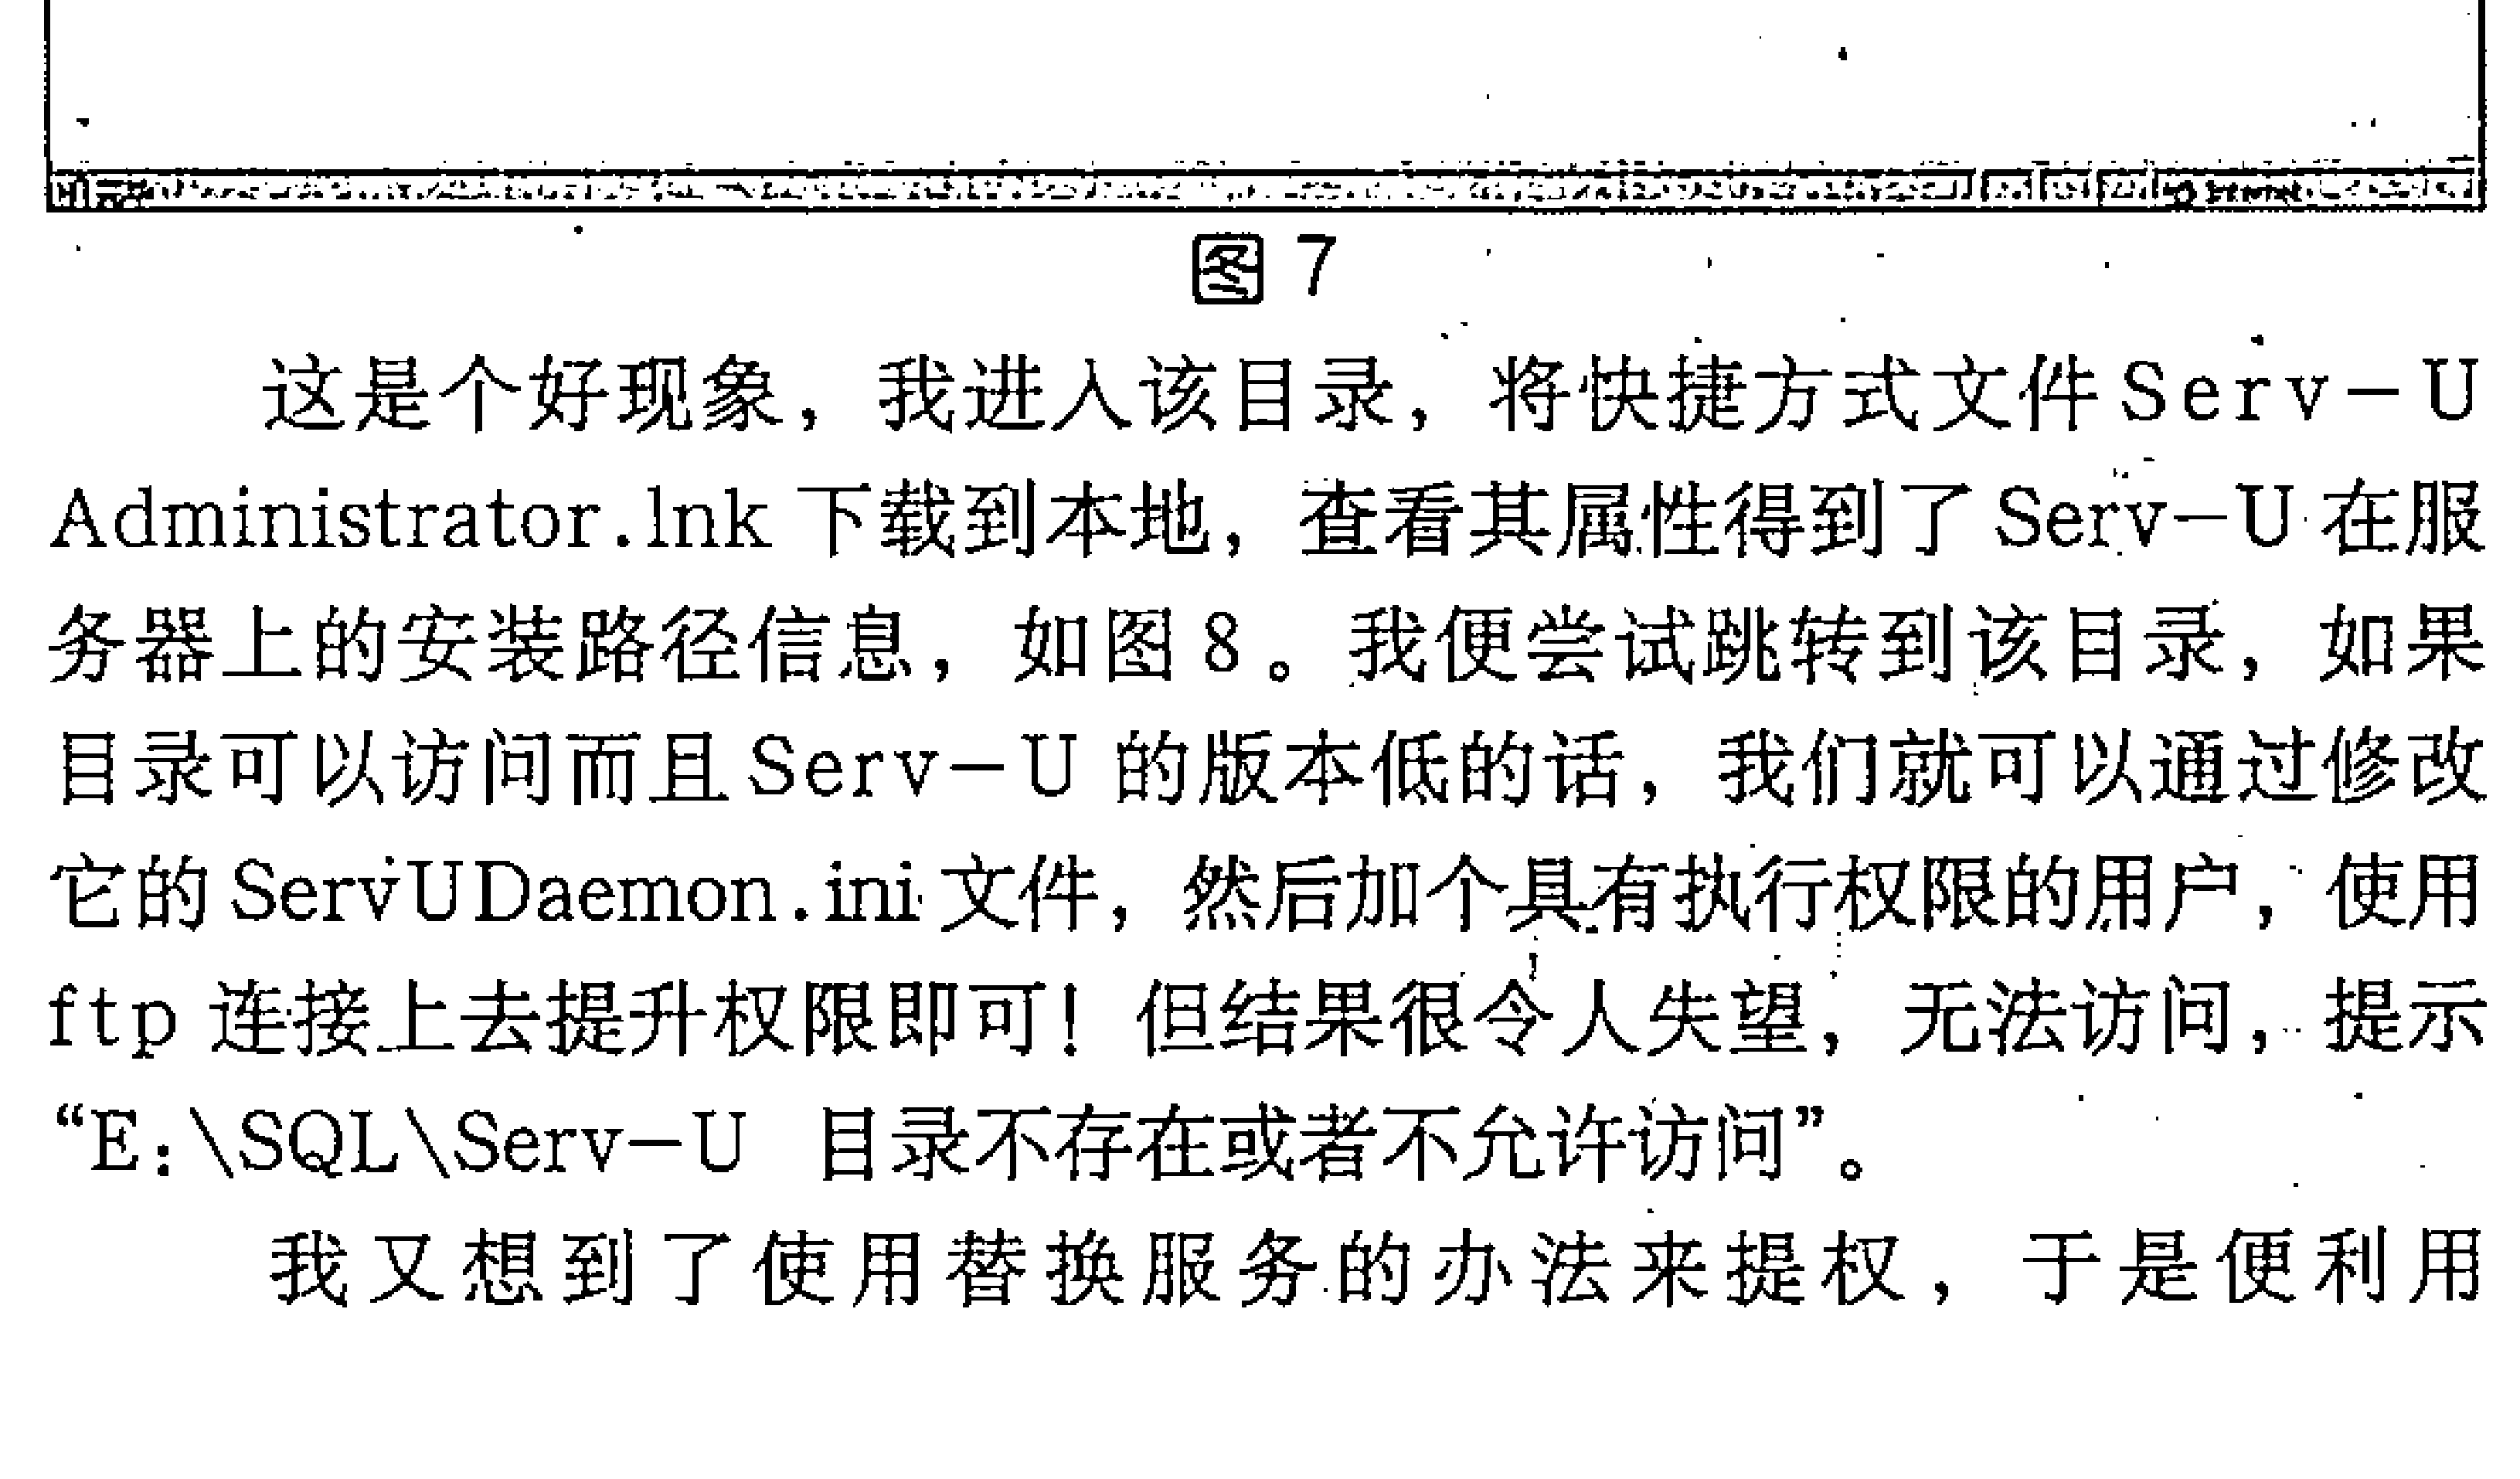 图 7
这是个好现象，我进入该目录，将快捷方式文件 Serv－U
Administrator.lnk 下载到本地，查看其属性得到了 Serv－U 在服
务器上的安装路径信息，如图 8 。我便尝试跳转到该目录，如果
目录可以访问而且 Serv－U 的版本低的话，我们就可以通过修改
它的 ServUDaemon.ini 文件，然后加个具有执行权限的用户，使用
ftp 连接上去提升权限即可！但结果很令人失望，无法访问，提示
“E:\SQL\Serv－U 目录不存在或者不允许访问”。
我又想到了使用替换服务的办法来提权，于是便利用